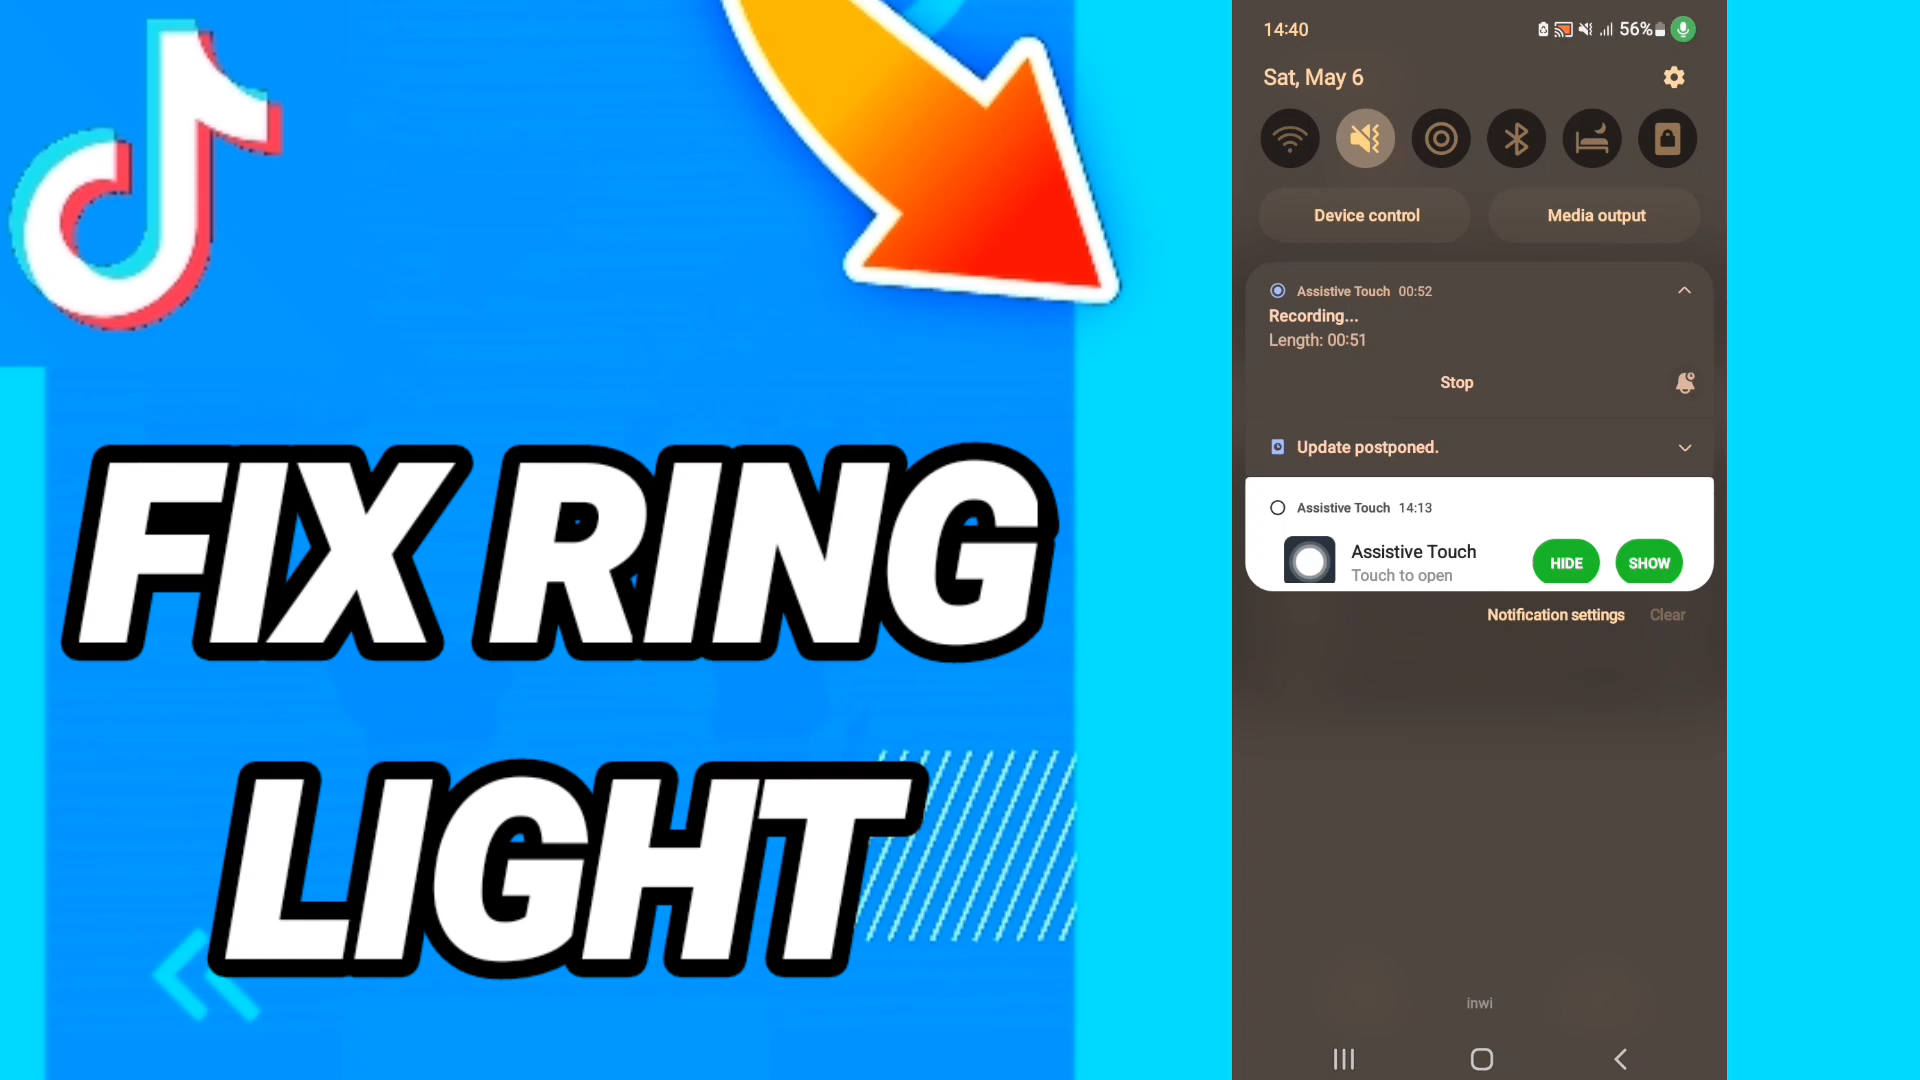 FIX RING
LIGHT
14:40
56%
Sat, May 6
Device control
Media output
Assistive Touch 00:52
Recording...
Length: 00:51
Stop
Update postponed.
Assistive Touch 14:13
Assistive Touch
Touch to open
HIDE
SHOW
Notification settings
Clear
inwi